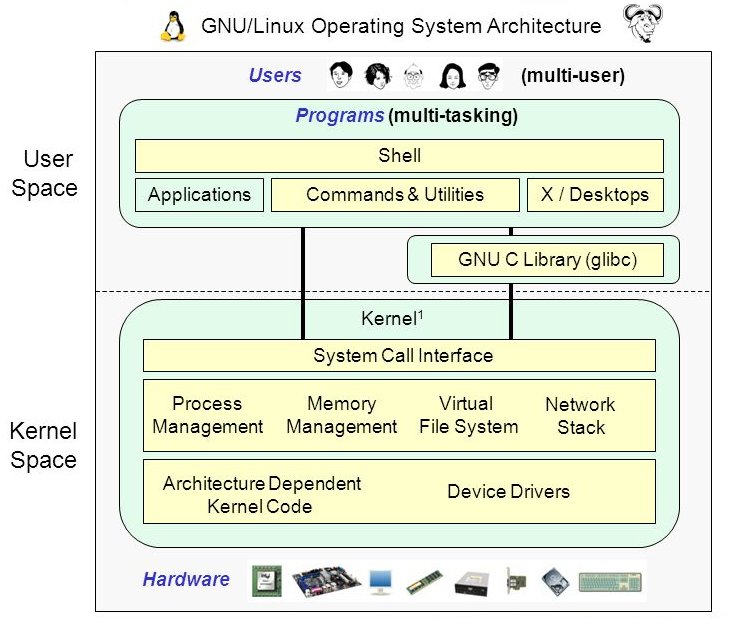 GNU/Linux Operating System Architecture
Users (multi-user)
Programs (multi-tasking)
Shell
Applications Commands & Utilities X / Desktops
User
Space
GNU C Library (glibc)
Kernel¹
System Call Interface
Process Memory Virtual Network
Management Management File System Stack
Kernel
Space
Architecture Dependent Device Drivers
Kernel Code
Hardware